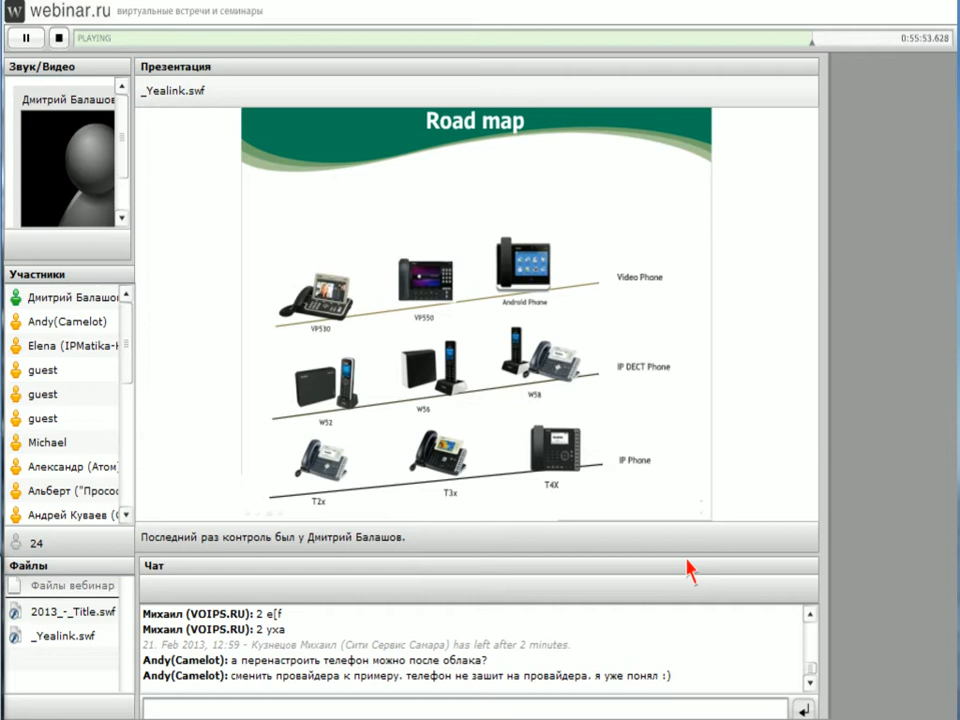 webinar.ru виртуальные встречи и семинары
PLAYING 0:55:53.628
Звук/Видео
Дмитрий Балашов
Участники
Дмитрий Балашо
Andy(Camelot)
Elena (IPMatika-
guest
guest
guest
Michael
Александр (Атом
Альберт ("Просо
Андрей Куваев (
24
Файлы
Файлы вебинар
2013_-_Title.swf
_Yealink.swf
Презентация
_Yealink.swf
Road map
Video Phone
Android Phone
VP550
VP530
IP DECT Phone
W58
W56
W52
IP Phone
T4X
T3x
T2x
Последний раз контроль был у Дмитрий Балашов.
Чат
Михаил (VOIPS.RU): 2 е[f
Михаил (VOIPS.RU): 2 уха
21. Feb 2013, 12:59 - Кузнецов Михаил (Сити Сервис Самара) has left after 2 minutes.
Andy(Camelot): а перенастроить телефон можно после облака?
Andy(Camelot): сменить провайдера к примеру. телефон не зашит на провайдера. я уже понял :)